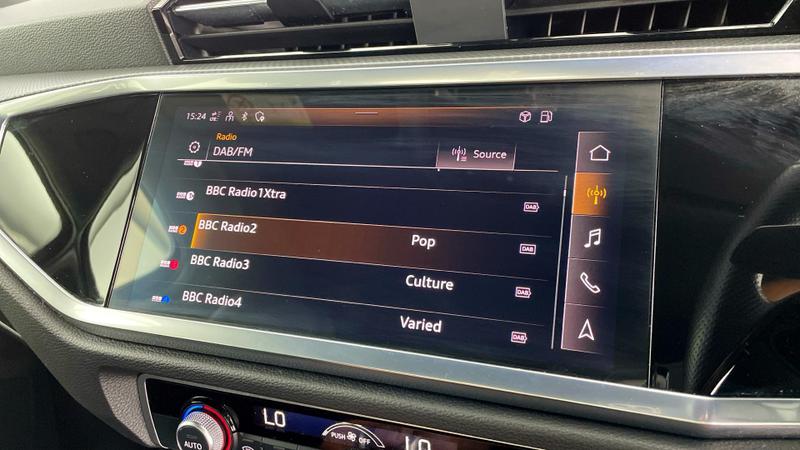 15:24
Radio
DAB/FM
Source
BBC Radio1Xtra
DAB
BBC Radio2
Pop
DAB
BBC Radio3
Culture
DAB
BBC Radio4
Varied
DAB
LO
PUSH OFF
LO
AUTO